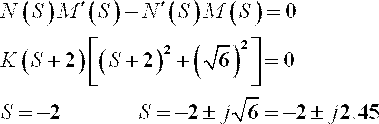 N(S)M′(S)−N′(S)M(S)=0
K(S+2)[(S+2)²+(√6)²]=0
S=−2 S=−2±j√6=−2±j2.45